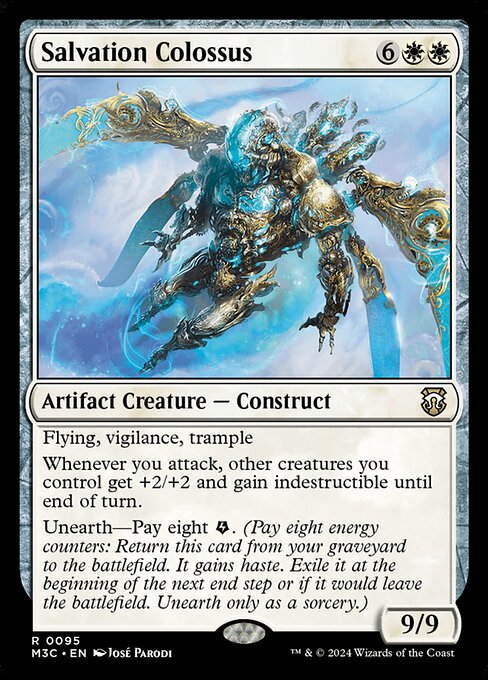 Salvation Colossus 6
Artifact Creature — Construct
Flying, vigilance, trample
Whenever you attack, other creatures you
control get +2/+2 and gain indestructible until
end of turn.
Unearth—Pay eight . (Pay eight energy
counters: Return this card from your graveyard
to the battlefield. It gains haste. Exile it at the
beginning of the next end step or if it would leave
the battlefield. Unearth only as a sorcery.)
9/9
R 0095
M3C • EN José Parodi
™ & © 2024 Wizards of the Coast